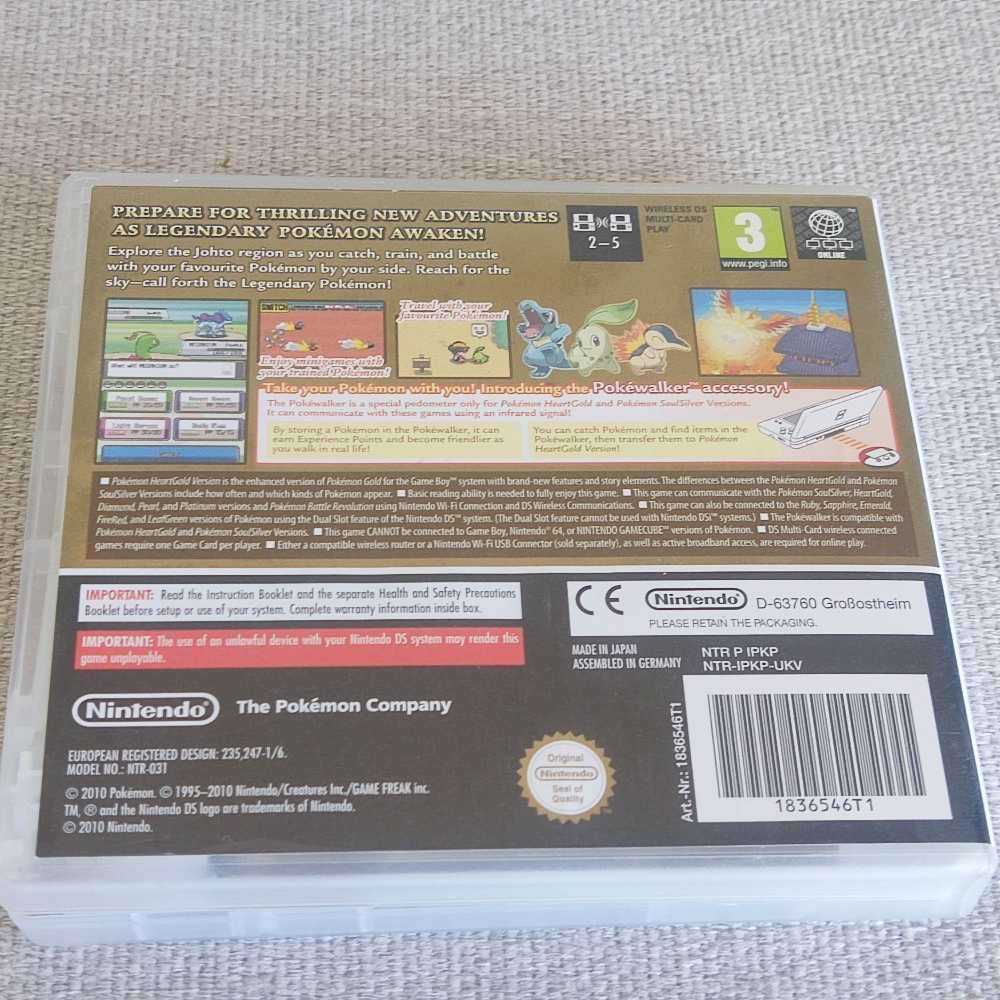 PREPARE FOR THRILLING NEW ADVENTURES
AS LEGENDARY POKÉMON AWAKEN!
Explore the Johto region as you catch, train, and battle
with your favourite Pokémon by your side. Reach for the
sky—call forth the Legendary Pokémon!
2–5
WIRELESS DS
MULTI-CARD
PLAY
3
www.pegi.info
ONLINE
Enjoy minigames with
your trained Pokémon!
Travel with your
favourite Pokémon!
Take your Pokémon with you! Introducing the Pokéwalker™ accessory!
The Pokéwalker is a special pedometer only for Pokémon HeartGold and Pokémon SoulSilver Versions.
It can communicate with these games using an infrared signal!
By storing a Pokémon in the Pokéwalker, it can
earn Experience Points and become friendlier as
you walk in real life!
You can catch Pokémon and find items in the
Pokéwalker, then transfer them to Pokémon
HeartGold Version!
■ Pokémon HeartGold Version is the enhanced version of Pokémon Gold for the Game Boy™ system with brand-new features and story elements. The differences between the Pokémon HeartGold and Pokémon
SoulSilver Versions include how often and which kinds of Pokémon appear. ■ Basic reading ability is needed to fully enjoy this game. ■ This game can communicate with the Pokémon SoulSilver, HeartGold,
Diamond, Pearl, and Platinum versions and Pokémon Battle Revolution using Nintendo Wi-Fi Connection and DS Wireless Communications. ■ This game can also be connected to the Ruby, Sapphire, Emerald,
FireRed, and LeafGreen versions of Pokémon using the Dual Slot feature of the Nintendo DS™ system. (The Dual Slot feature cannot be used with Nintendo DSi™ systems.) ■ The Pokéwalker is compatible with
Pokémon HeartGold and Pokémon SoulSilver Versions. ■ This game CANNOT be connected to Game Boy, Nintendo® 64, or NINTENDO GAMECUBE™ versions of Pokémon. ■ DS Multi-Card wireless connected
games require one Game Card per player. ■ Either a compatible wireless router or a Nintendo Wi-Fi USB Connector (sold separately), as well as active broadband access, are required for online play.
IMPORTANT: Read the Instruction Booklet and the separate Health and Safety Precautions
Booklet before setup or use of your system. Complete warranty information inside box.
IMPORTANT: The use of an unlawful device with your Nintendo DS system may render this
game unplayable.
CE Nintendo® D-63760 Großostheim
PLEASE RETAIN THE PACKAGING.
MADE IN JAPAN
ASSEMBLED IN GERMANY
NTR P IPKP
NTR-IPKP-UKV
Nintendo® The Pokémon Company
EUROPEAN REGISTERED DESIGN: 235,247-1/6.
MODEL NO.: NTR-031
© 2010 Pokémon. © 1995–2010 Nintendo/Creatures Inc./GAME FREAK inc.
TM, ® and the Nintendo DS logo are trademarks of Nintendo.
© 2010 Nintendo.
Original
Nintendo
Seal of
Quality
Art.-Nr.: 1836546T1
1836546T1